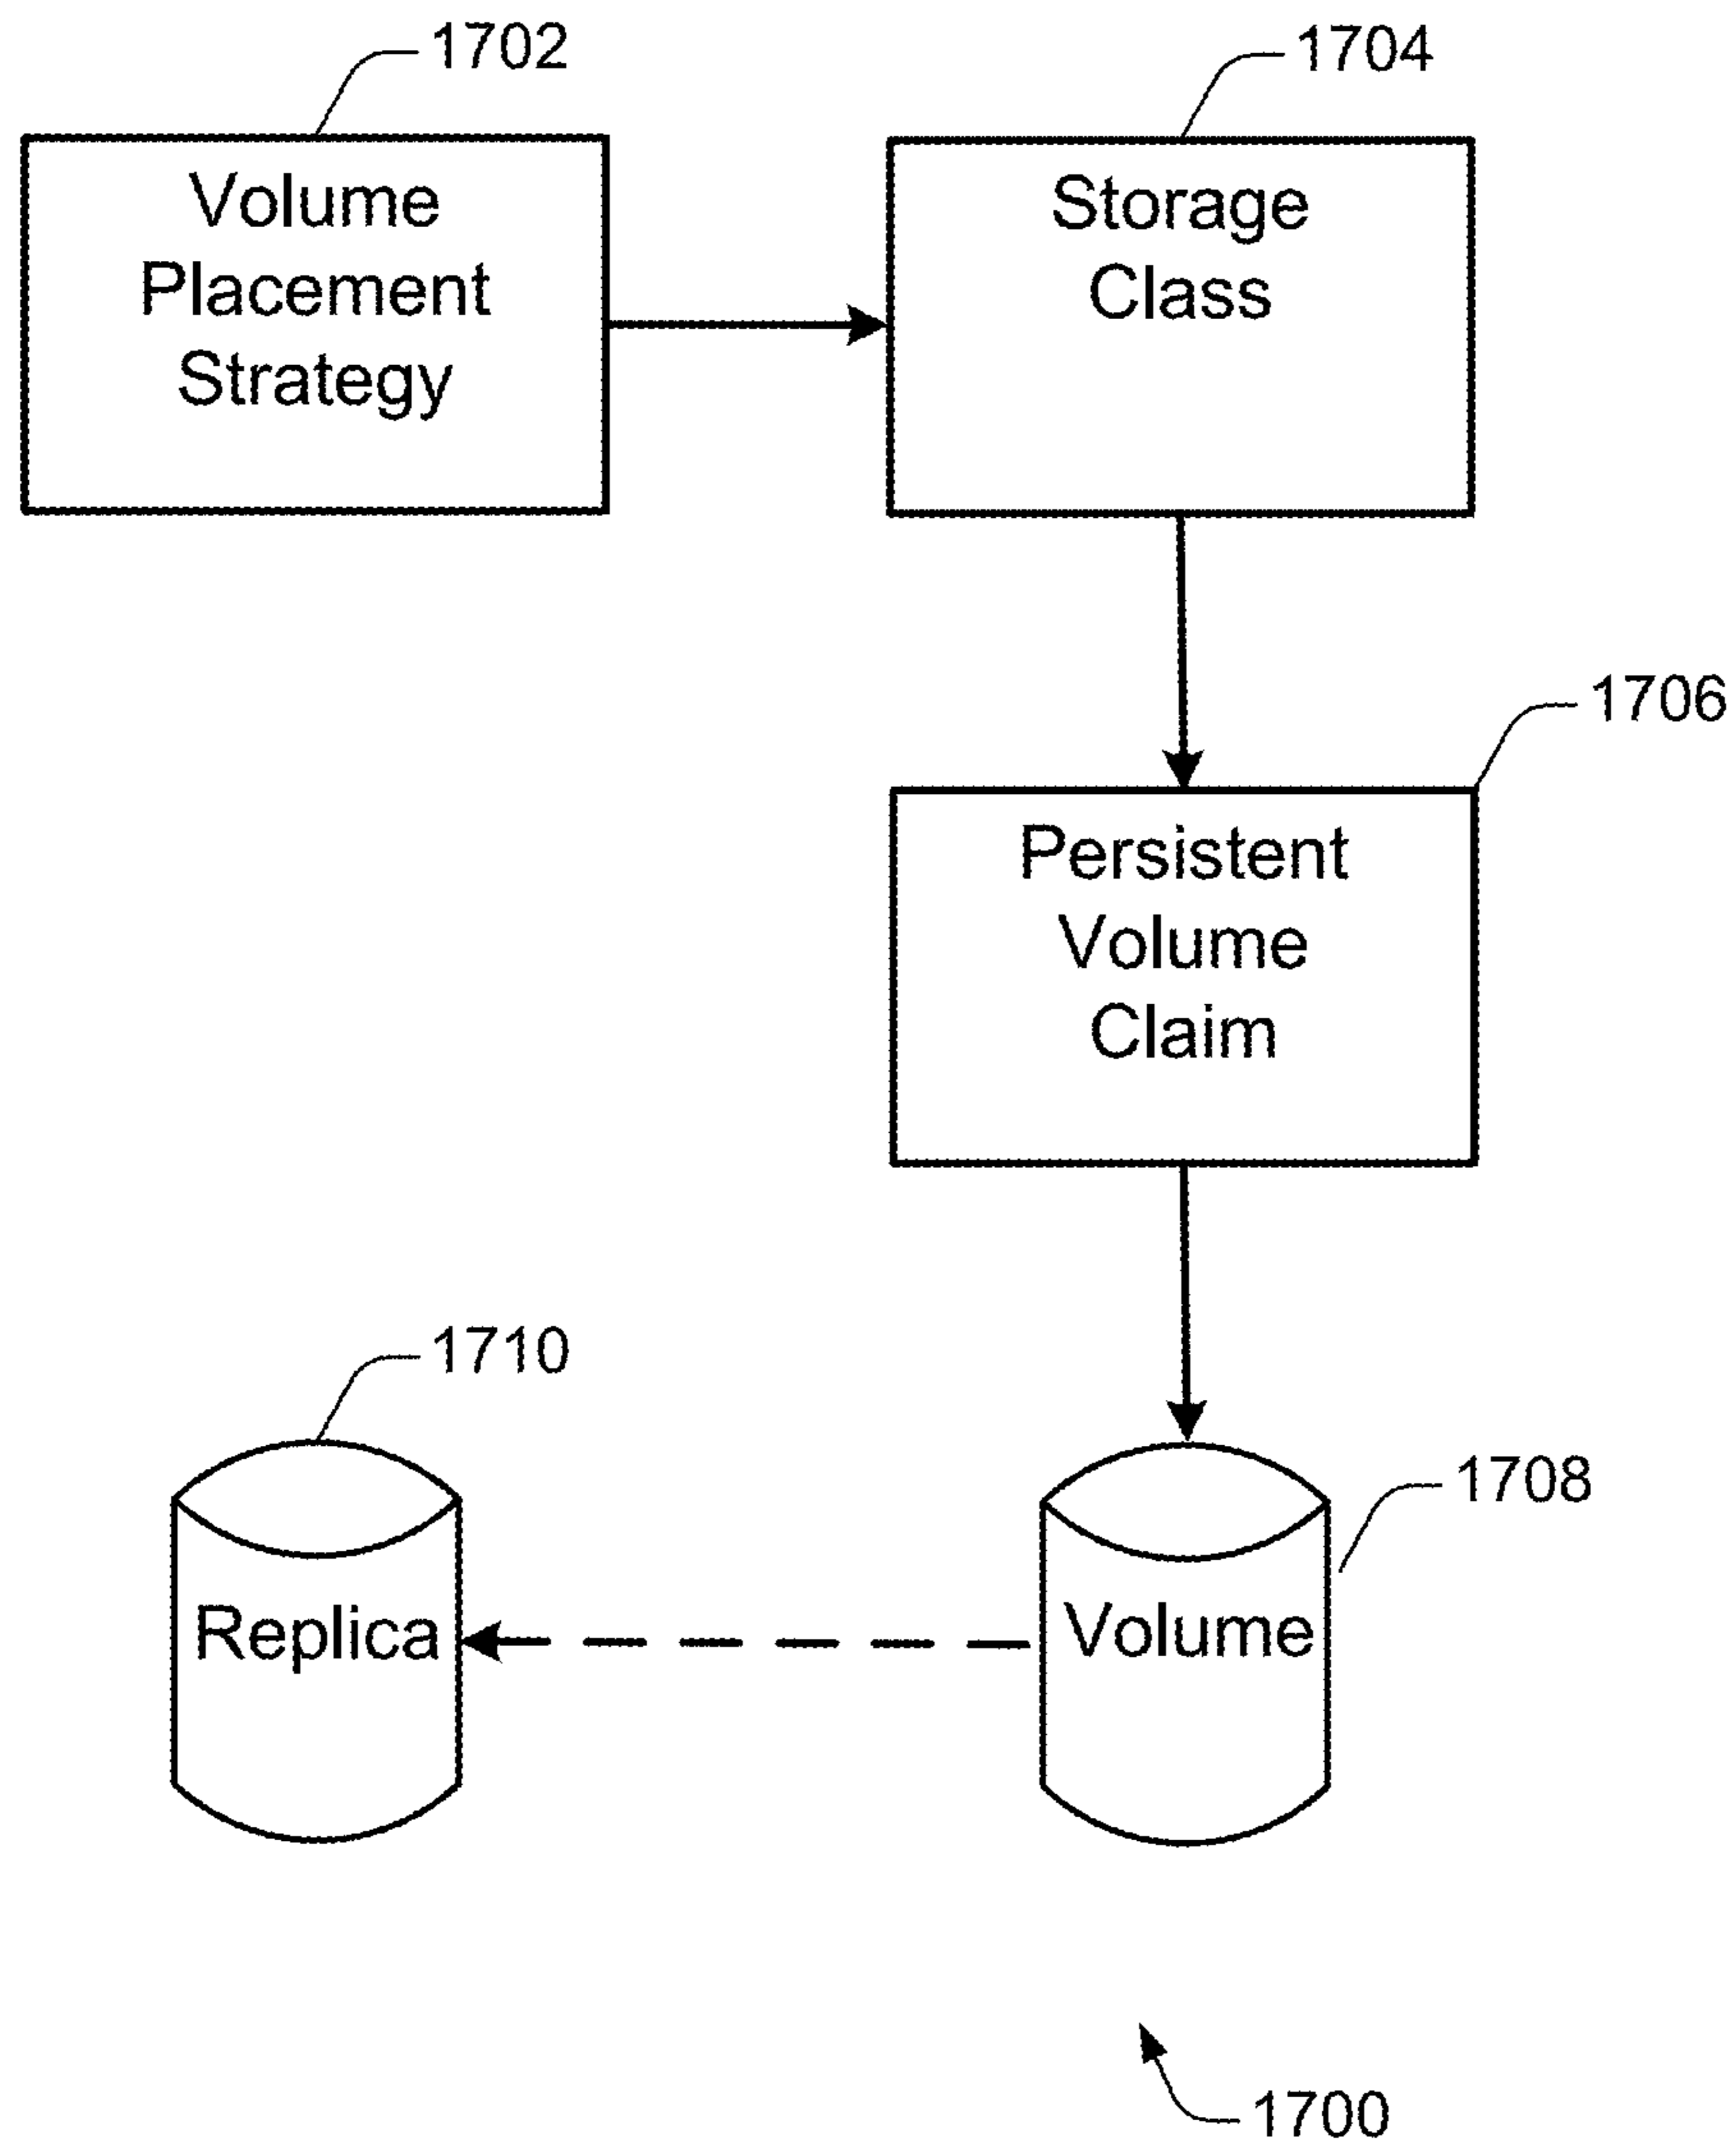 1702
1704
Volume
Placement
Strategy
Storage
Class
1706
Persistent
Volume
Claim
1710
1708
Replica
Volume
1700